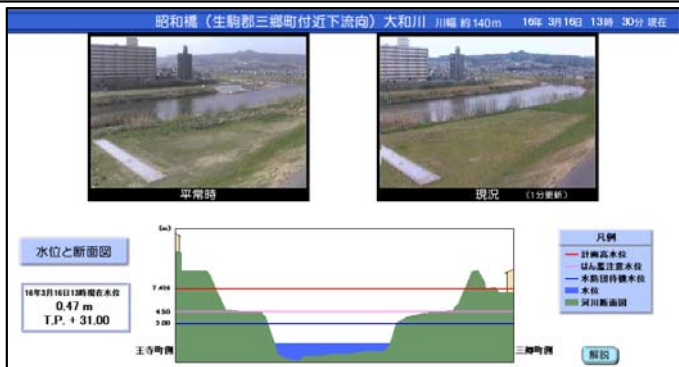 昭和橋（生駒郡三郷町付近下流向）大和川 川幅 約140m 16年 3月16日 13時 30分 現在
平常時
現況 （1分更新）
水位と断面図
16年3月16日13時現在水位
0.47 m
T.P. + 31.00
(m)
4.50
3.00
王寺町側
三郷町側
凡例
計画高水位
はん濫注意水位
水防団待機水位
水位
河川断面図
解説